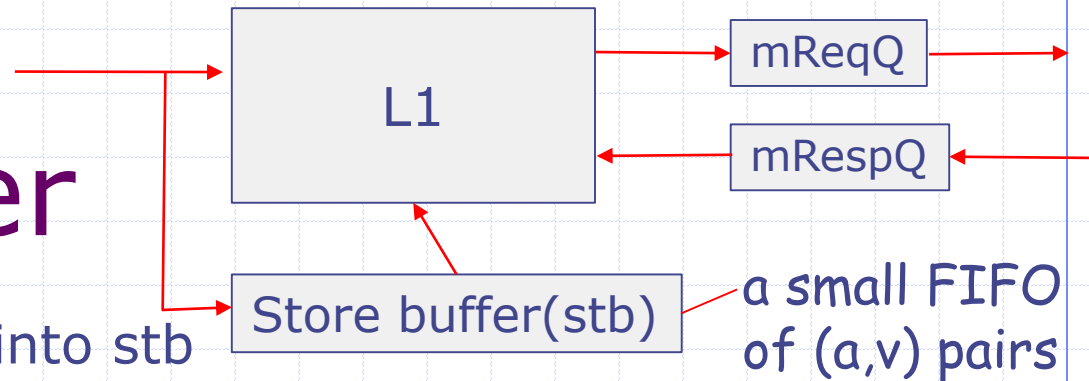 mReqQ
L1
mRespQ
er
Store buffer(stb)
a small FIFO
of (a,v) pairs
into stb